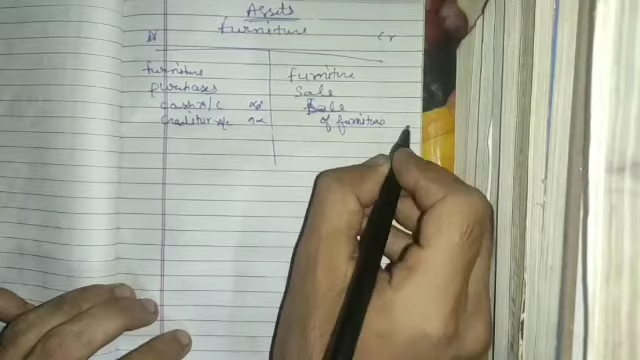 Assets
furniture
Dr
Cr
furniture
purchases
cash A/c
creditor A/c
furniture
Sale
Sale
of furniture